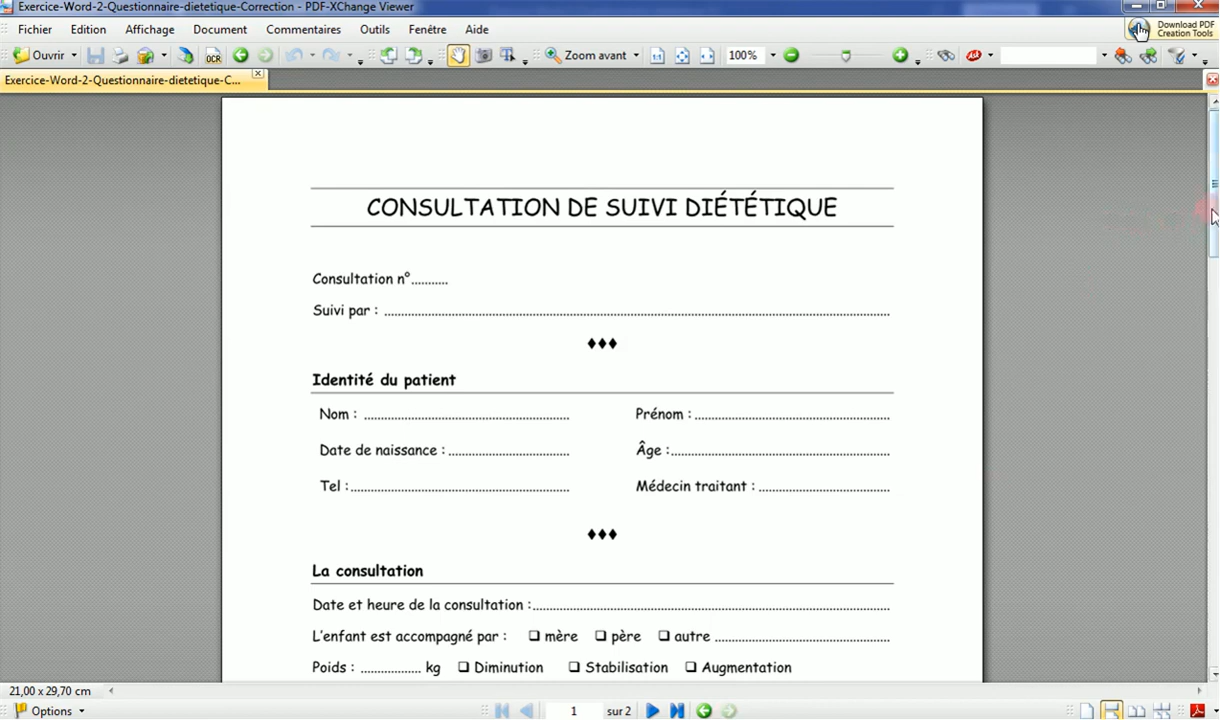 Exercice-Word-2-Questionnaire-dietetique-Correction - PDF-XChange Viewer
Fichier Edition Affichage Document Commentaires Outils Fenêtre Aide
Download PDF
Creation Tools
Ouvrir OCR Zoom avant 100%
Exercice-Word-2-Questionnaire-dietetique-C...
CONSULTATION DE SUIVI DIÉTÉTIQUE
Consultation n°...........
Suivi par : ........................................
♦♦♦
Identité du patient
Nom : .................... Prénom : ....................
Date de naissance : .................... Âge :....................
Tel :.................... Médecin traitant : ....................
♦♦♦
La consultation
Date et heure de la consultation :........................................
L'enfant est accompagné par : ❑ mère ❑ père ❑ autre ........................................
Poids : .................. kg ❑ Diminution ❑ Stabilisation ❑ Augmentation
21,00 x 29,70 cm
Options 1 sur 2